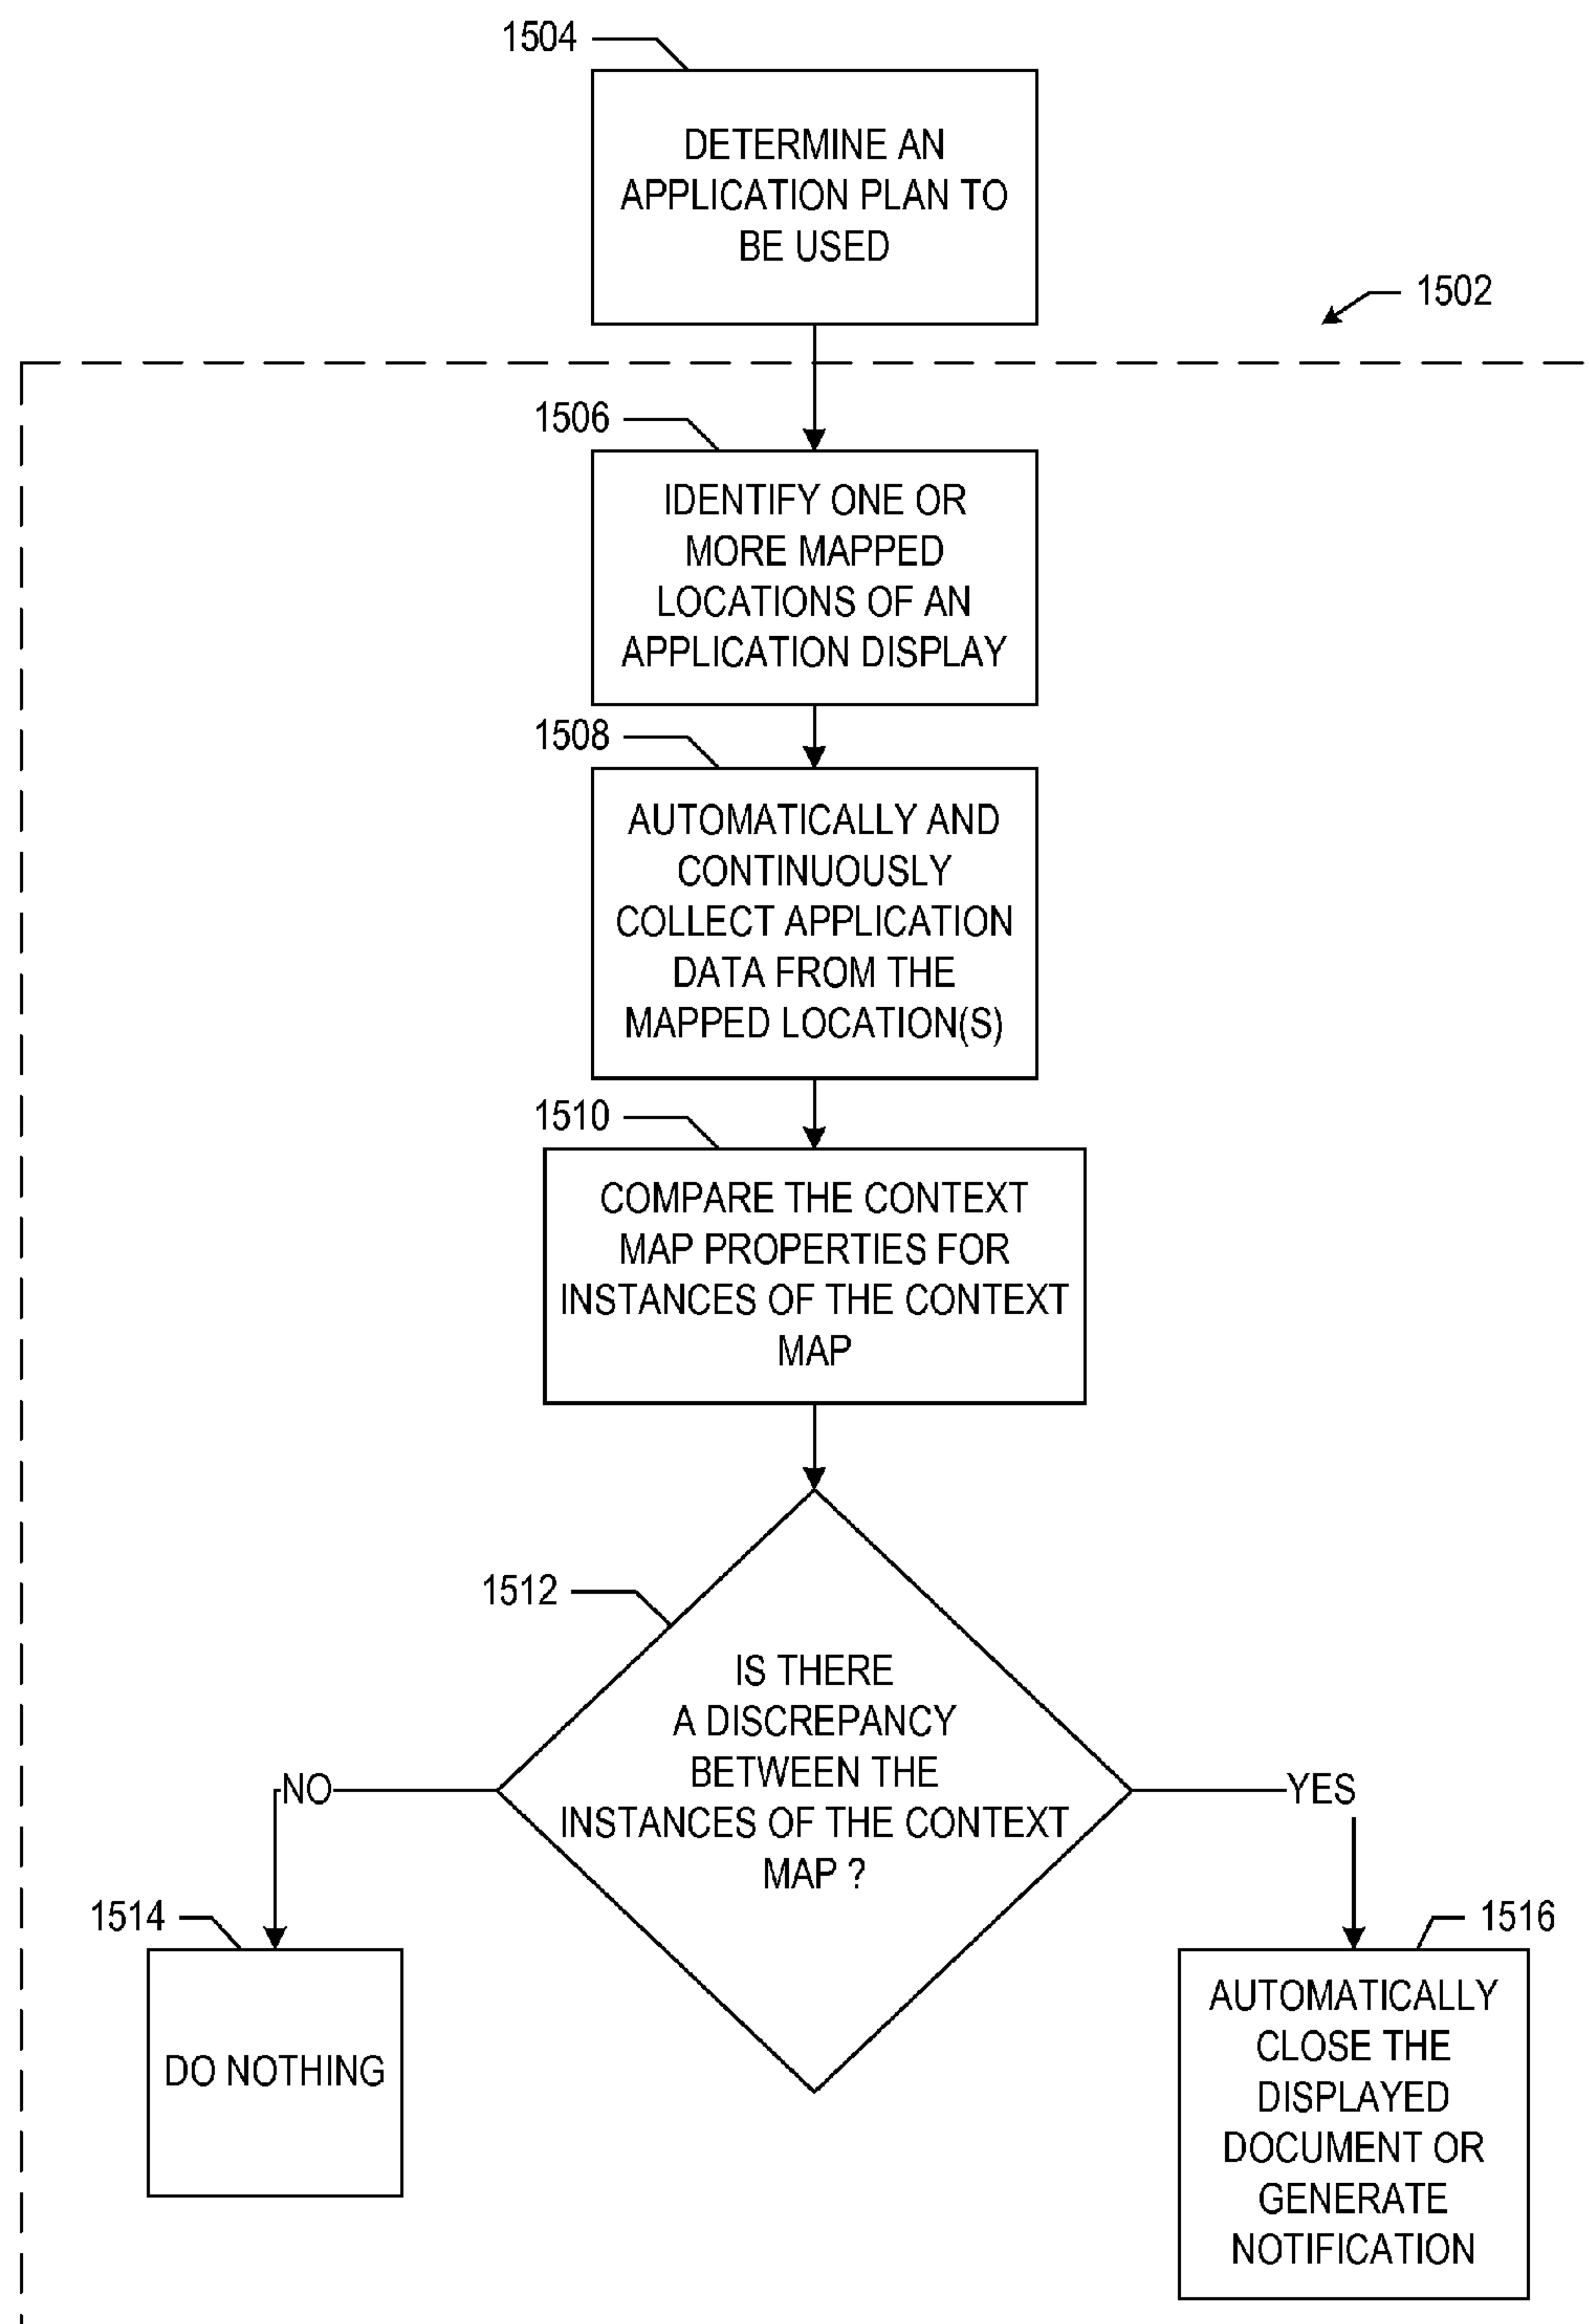 1504
DETERMINE AN
APPLICATION PLAN TO
BE USED
1502
1506
IDENTIFY ONE OR
MORE MAPPED
LOCATIONS OF AN
APPLICATION DISPLAY
1508
AUTOMATICALLY AND
CONTINUOUSLY
COLLECT APPLICATION
DATA FROM THE
MAPPED LOCATION(S)
1510
COMPARE THE CONTEXT
MAP PROPERTIES FOR
INSTANCES OF THE CONTEXT
MAP
1512
IS THERE
A DISCREPANCY
BETWEEN THE
INSTANCES OF THE CONTEXT
MAP ?
NO
YES
1514
DO NOTHING
1516
AUTOMATICALLY
CLOSE THE
DISPLAYED
DOCUMENT OR
GENERATE
NOTIFICATION